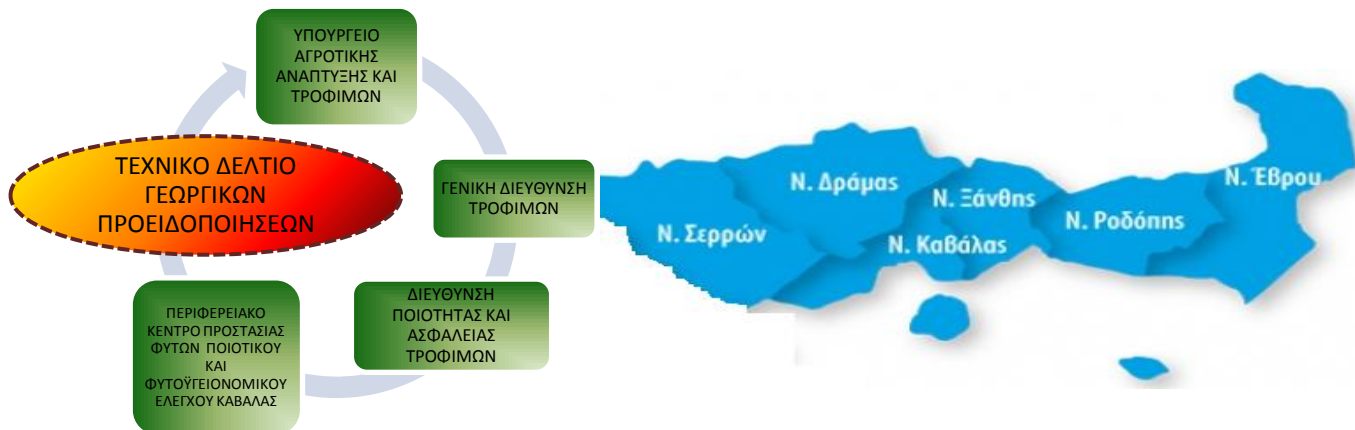 ΥΠΟΥΡΓΕΙΟ
ΑΓΡΟΤΙΚΗΣ
ΑΝΑΠΤΥΞΗΣ ΚΑΙ
ΤΡΟΦΙΜΩΝ
ΤΕΧΝΙΚΟ ΔΕΛΤΙΟ
ΓΕΩΡΓΙΚΩΝ
ΠΡΟΕΙΔΟΠΟΙΗΣΕΩΝ
ΓΕΝΙΚΗ ΔΙΕΥΘΥΝΣΗ
ΤΡΟΦΙΜΩΝ
ΔΙΕΥΘΥΝΣΗ
ΠΟΙΟΤΗΤΑΣ ΚΑΙ
ΑΣΦΑΛΕΙΑΣ
ΤΡΟΦΙΜΩΝ
ΠΕΡΙΦΕΡΕΙΑΚΟ
ΚΕΝΤΡΟ ΠΡΟΣΤΑΣΙΑΣ
ΦΥΤΩΝ ΠΟΙΟΤΙΚΟΥ
ΚΑΙ
ΦΥΤΟΫΓΕΙΟΝΟΜΙΚΟΥ
ΕΛΕΓΧΟΥ ΚΑΒΑΛΑΣ
Ν. Σερρών
Ν. Δράμας
Ν. Ξάνθης
Ν. Καβάλας
Ν. Ροδόπης
Ν. Έβρου